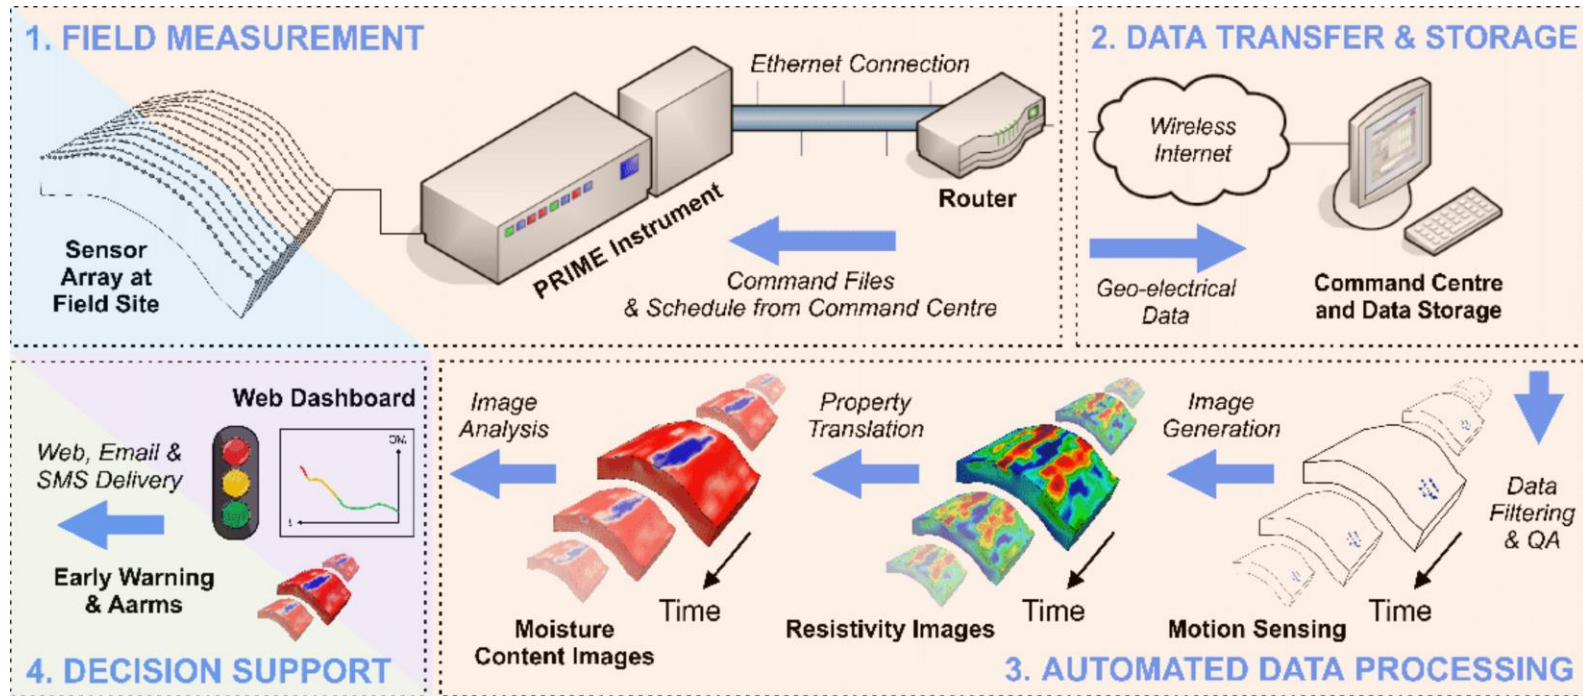 1. FIELD MEASUREMENT
Ethernet Connection
Router
PRIME Instrument
Sensor
Array at
Field Site
Command Files
& Schedule from Command Centre
2. DATA TRANSFER & STORAGE
Wireless
Internet
Geo-electrical
Data
Command Centre
and Data Storage
Data
Filtering
& QA
Motion Sensing
Time
Image
Generation
Resistivity Images
Time
Property
Translation
Moisture
Content Images
Time
Image
Analysis
3. AUTOMATED DATA PROCESSING
Web Dashboard
Web, Email &
SMS Delivery
Early Warning
& Aarms
4. DECISION SUPPORT